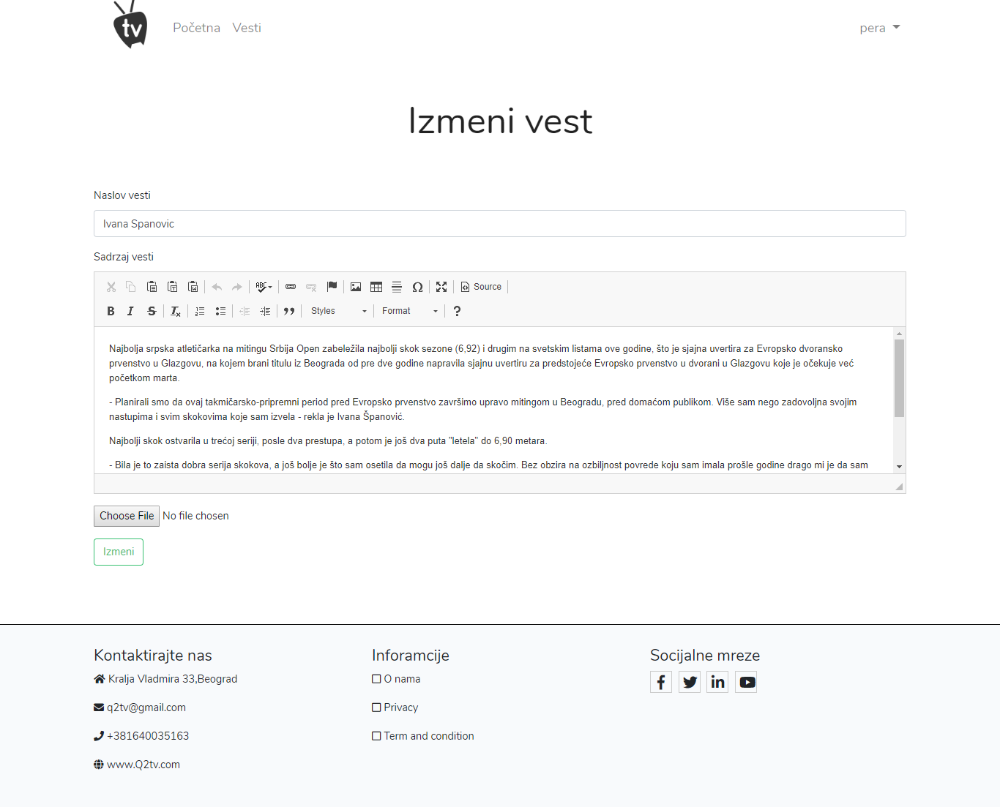 tv
Početna Vesti pera
Izmeni vest
Naslov vesti
Ivana Spanovic
Sadrzaj vesti
ABC Source
B I S Tx Styles Format ?
Najbolja srpska atletičarka na mitingu Srbija Open zabeležila najbolji skok sezone (6,92) i drugim na svetskim listama ove godine, što je sjajna uvertira za Evropsko dvoransko
prvenstvo u Glazgovu, na kojem brani titulu iz Beograda od pre dve godine napravila sjajnu uvertiru za predstojeće Evropsko prvenstvo u dvorani u Glazgovu koje je očekuje već
početkom marta.
- Planirali smo da ovaj takmičarsko-pripremni period pred Evropsko prvenstvo završimo upravo mitingom u Beogradu, pred domaćom publikom. Više sam nego zadovoljna svojim
nastupima i svim skokovima koje sam izvela - rekla je Ivana Španović.
Najbolji skok ostvarila u trećoj seriji, posle dva prestupa, a potom je još dva puta "letela" do 6,90 metara.
- Bila je to zaista dobra serija skokova, a još bolje je što sam osetila da mogu još dalje da skočim. Bez obzira na ozbiljnost povrede koju sam imala prošle godine drago mi je da sam
Choose File No file chosen
Izmeni
Kontaktirajte nas
Kralja Vladmira 33,Beograd
q2tv@gmail.com
+381640035163
www.Q2tv.com
Inforamcije
O nama
Privacy
Term and condition
Socijalne mreze